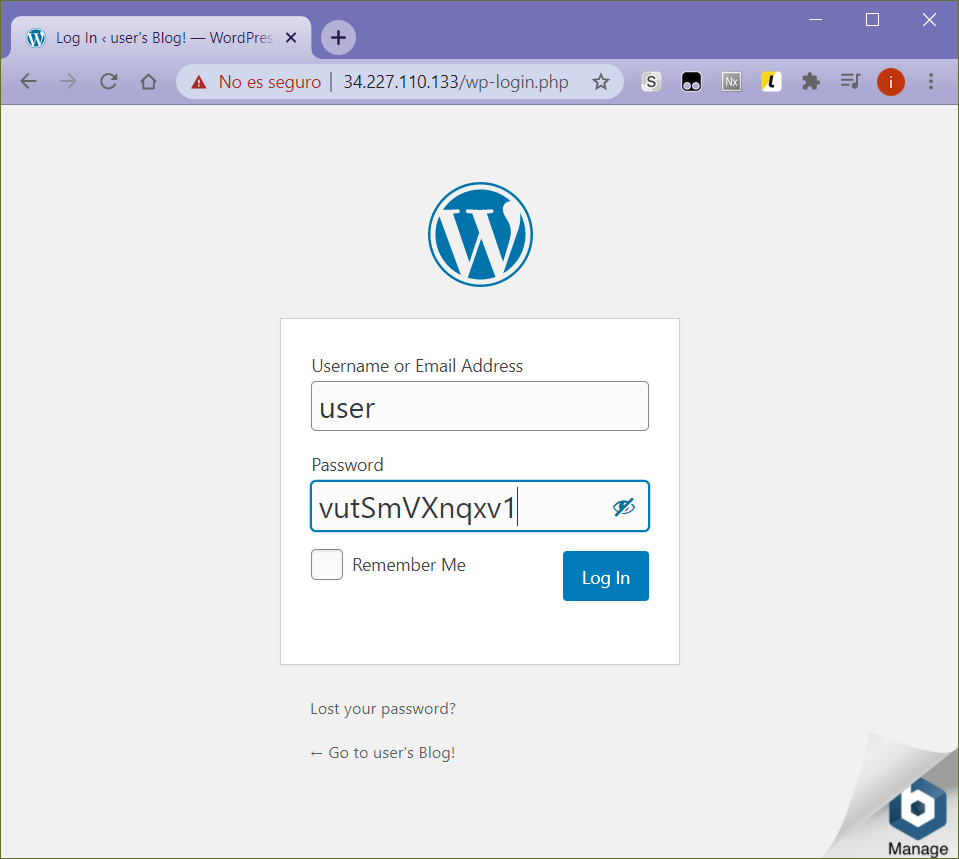 Log In ‹ user's Blog! — WordPres
No es seguro | 34.227.110.133/wp-login.php
S
Nx
L
i
W
Username or Email Address
user
Password
vutSmVXnqxv1
Remember Me
Log In
Lost your password?
← Go to user's Blog!
b
Manage